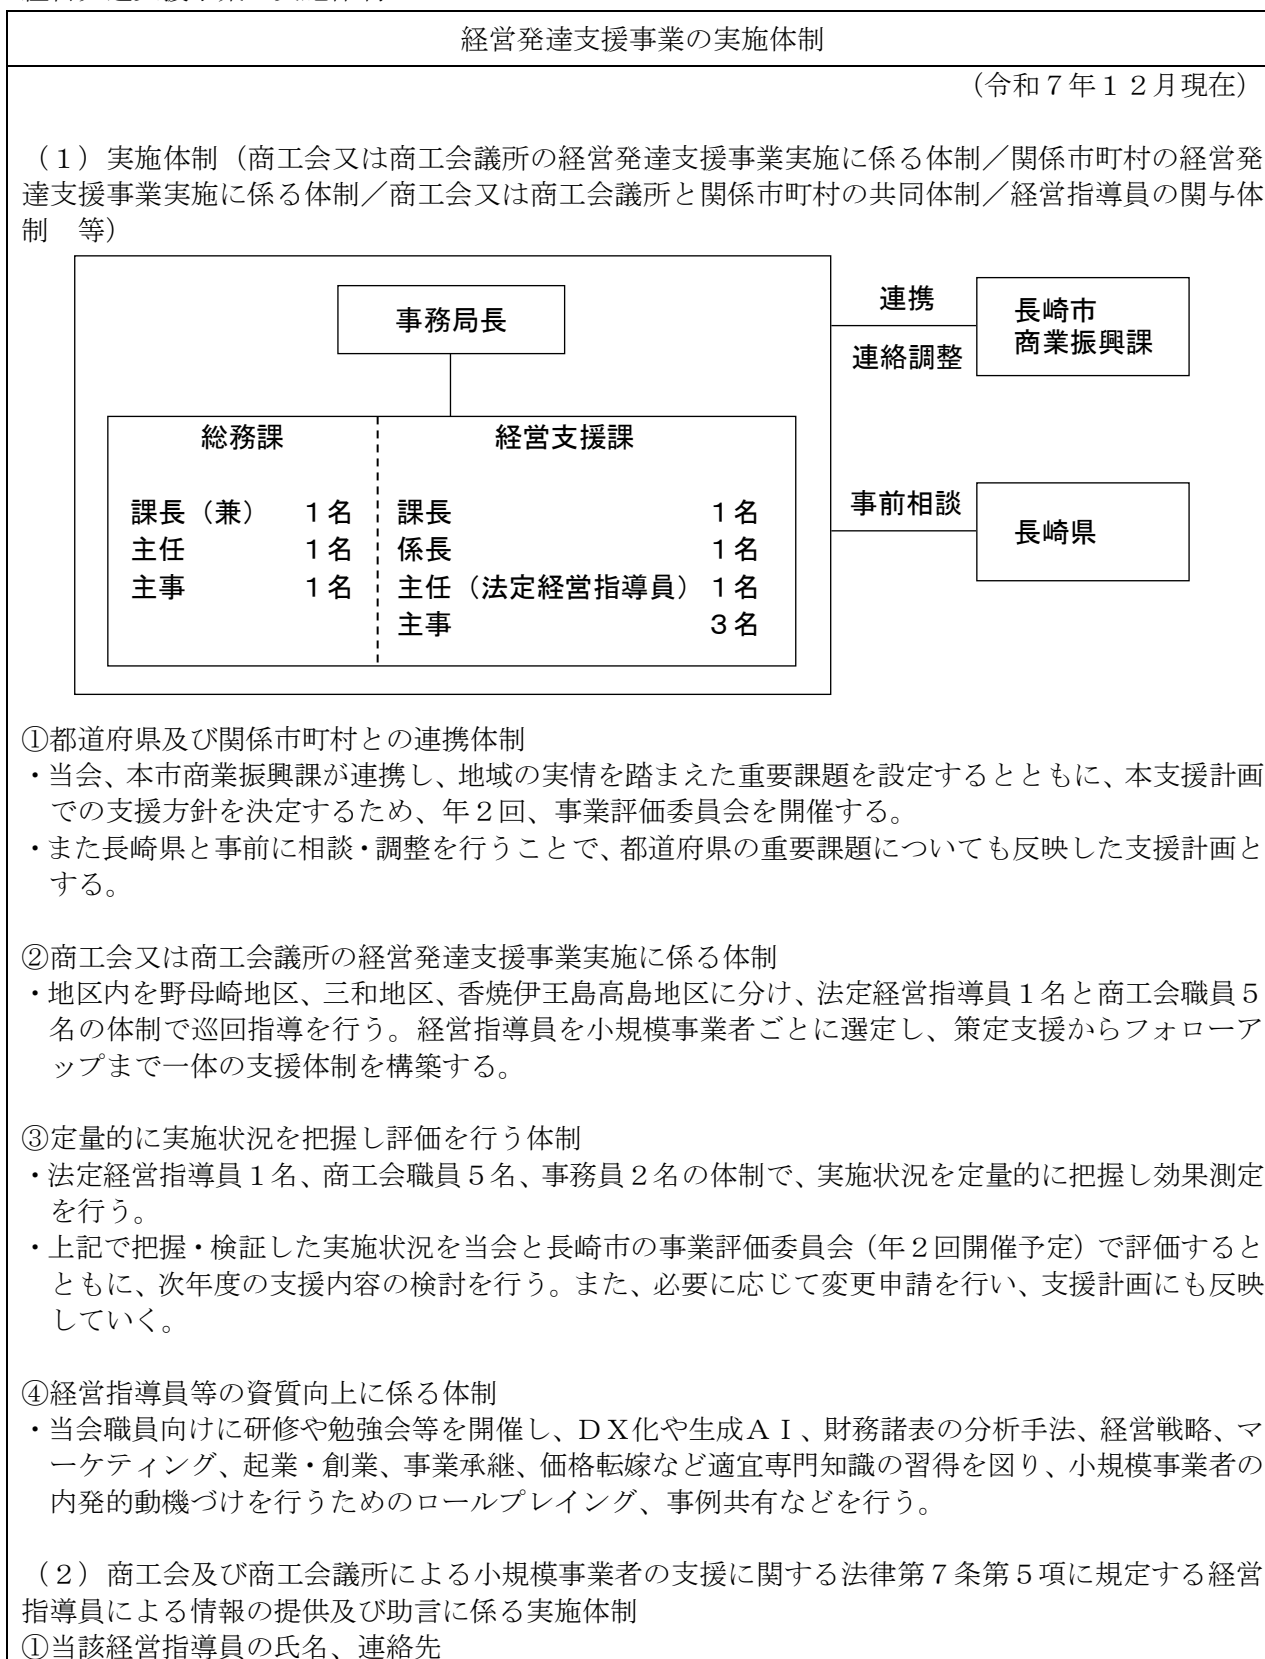 経営発達支援事業の実施体制
（令和７年１２月現在）
（１）実施体制（商工会又は商工会議所の経営発達支援事業実施に係る体制／関係市町村の経営発
達支援事業実施に係る体制／商工会又は商工会議所と関係市町村の共同体制／経営指導員の関与体
制　等）
事務局長
連携
連絡調整
長崎市
商業振興課
総務課
課長（兼）　１名
主任　１名
主事　１名
経営支援課
課長　１名
係長　１名
主任（法定経営指導員）１名
主事　３名
事前相談
長崎県
①都道府県及び関係市町村との連携体制
・当会、本市商業振興課が連携し、地域の実情を踏まえた重要課題を設定するとともに、本支援計画
での支援方針を決定するため、年２回、事業評価委員会を開催する。
・また長崎県と事前に相談・調整を行うことで、都道府県の重要課題についても反映した支援計画と
する。
②商工会又は商工会議所の経営発達支援事業実施に係る体制
・地区内を野母崎地区、三和地区、香焼伊王島高島地区に分け、法定経営指導員１名と商工会職員５
名の体制で巡回指導を行う。経営指導員を小規模事業者ごとに選定し、策定支援からフォローア
ップまで一体の支援体制を構築する。
③定量的に実施状況を把握し評価を行う体制
・法定経営指導員１名、商工会職員５名、事務員２名の体制で、実施状況を定量的に把握し効果測定
を行う。
・上記で把握・検証した実施状況を当会と長崎市の事業評価委員会（年２回開催予定）で評価すると
ともに、次年度の支援内容の検討を行う。また、必要に応じて変更申請を行い、支援計画にも反映
していく。
④経営指導員等の資質向上に係る体制
・当会職員向けに研修や勉強会等を開催し、ＤＸ化や生成ＡＩ、財務諸表の分析手法、経営戦略、マ
ーケティング、起業・創業、事業承継、価格転嫁など適宜専門知識の習得を図り、小規模事業者の
内発的動機づけを行うためのロールプレイング、事例共有などを行う。
（２）商工会及び商工会議所による小規模事業者の支援に関する法律第７条第５項に規定する経営
指導員による情報の提供及び助言に係る実施体制
①当該経営指導員の氏名、連絡先